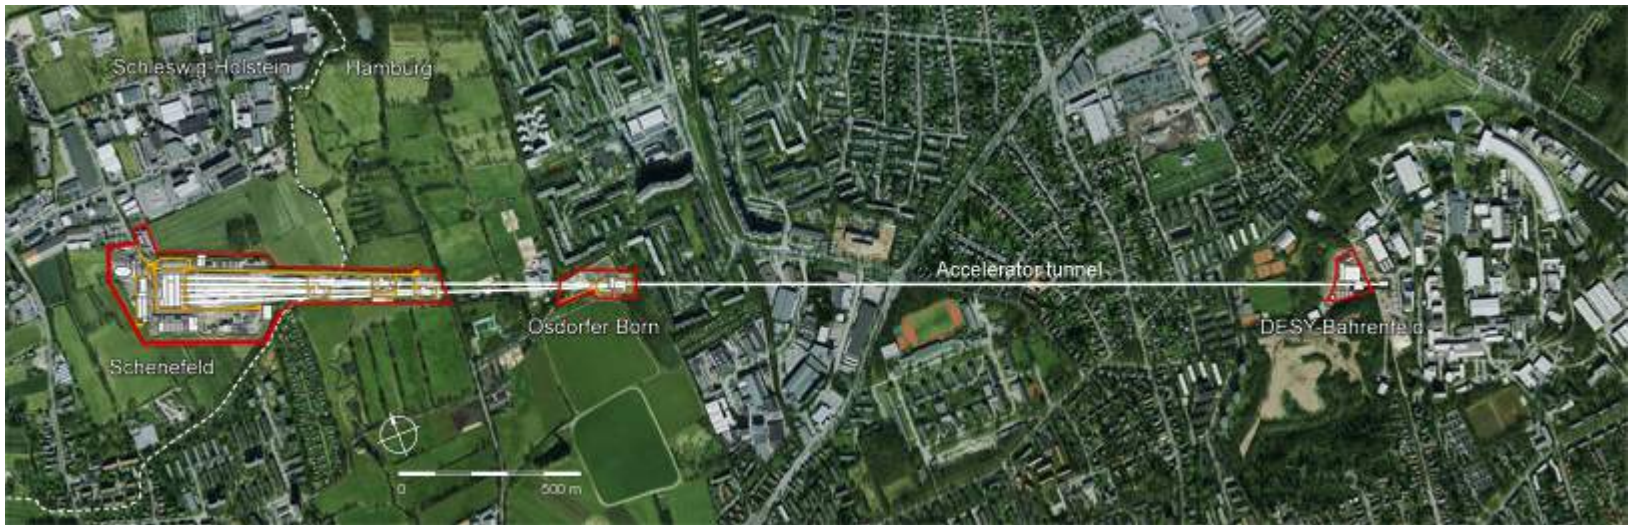 Schleswig-Holstein
Hamburg
Accelerator tunnel
Osdorfer Born
DESY-Bahrenfeld
Schenefeld
0
500 m